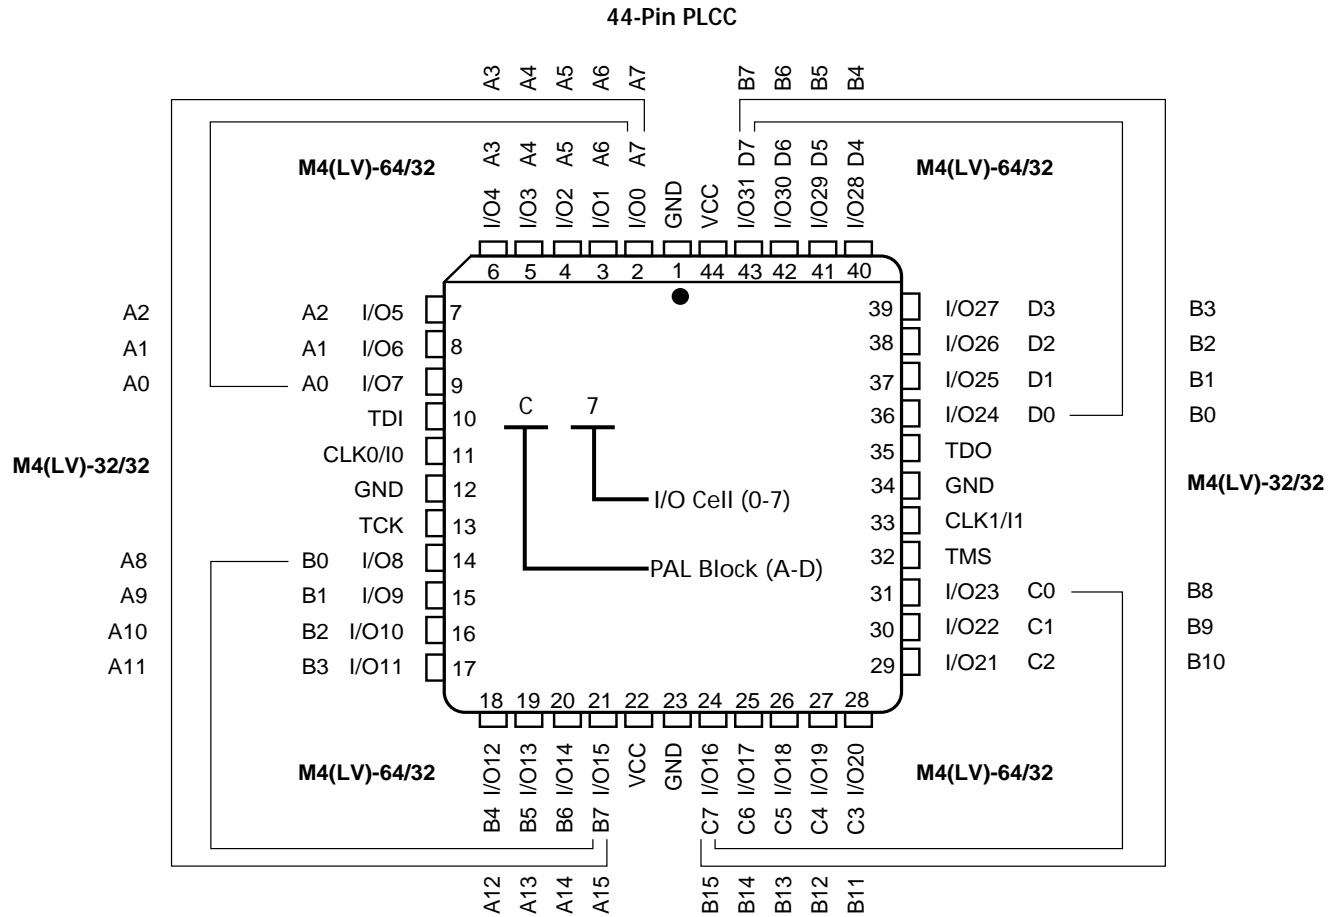 44-Pin PLCC
A3 A4 A5 A6 A7 B7 B6 B5 B4
M4(LV)-64/32 A3 A4 A5 A6 A7 D7 D6 D5 D4 M4(LV)-64/32
I/O4 I/O3 I/O2 I/O1 I/O0 GND VCC I/O31 I/O30 I/O29 I/O28
6 5 4 3 2 1 44 43 42 41 40
A2 A2 I/O5 7 39 I/O27 D3 B3
A1 A1 I/O6 8 38 I/O26 D2 B2
A0 A0 I/O7 9 37 I/O25 D1 B1
TDI 10 C 7 36 I/O24 D0 B0
CLK0/I0 11 35 TDO
M4(LV)-32/32 M4(LV)-32/32
GND 12 I/O Cell (0-7) 34 GND
TCK 13 33 CLK1/I1
A8 B0 I/O8 14 PAL Block (A-D) 32 TMS
A9 B1 I/O9 15 31 I/O23 C0 B8
A10 B2 I/O10 16 30 I/O22 C1 B9
A11 B3 I/O11 17 29 I/O21 C2 B10
18 19 20 21 22 23 24 25 26 27 28
M4(LV)-64/32 I/O12 I/O13 I/O14 I/O15 VCC GND I/O16 I/O17 I/O18 I/O19 I/O20 M4(LV)-64/32
B4 B5 B6 B7 C7 C6 C5 C4 C3
A12 A13 A14 A15 B15 B14 B13 B12 B11